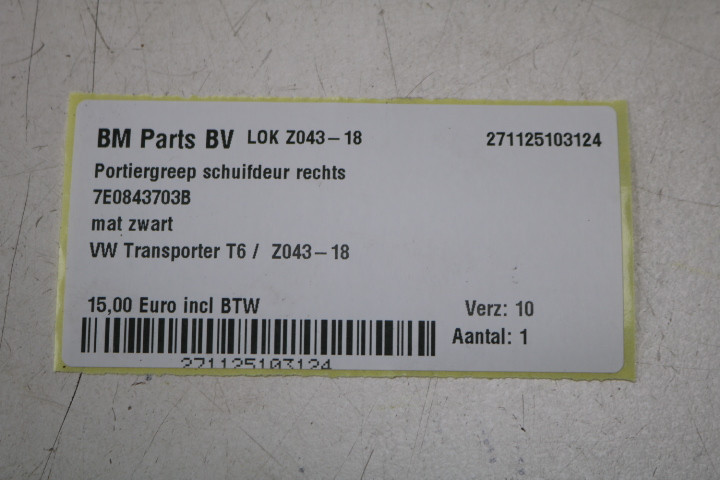 BM Parts BV LOK Z043-18 271125103124
Portiergreep schuifdeur rechts
7E0843703B
mat zwart
VW Transporter T6 / Z043-18
15,00 Euro incl BTW Verz: 10
Aantal: 1
271125103124